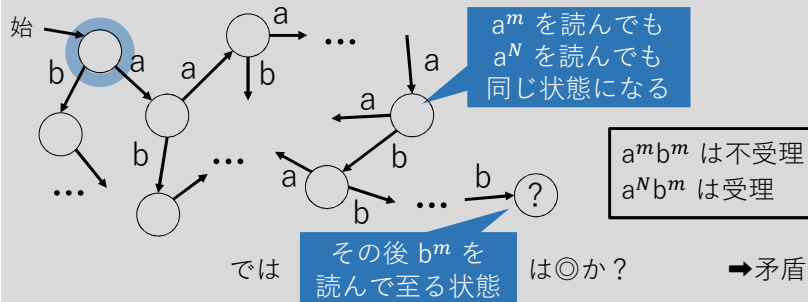 始
a
b
a
a
b
…
a
a
b
b
…
…
a
b
…
b
?
aᵐ を読んでも
aᴺ を読んでも
同じ状態になる
aᵐbᵐ は不受理
aᴺbᵐ は受理
では
その後 bᵐ を
読んで至る状態
は◎か？
➡矛盾